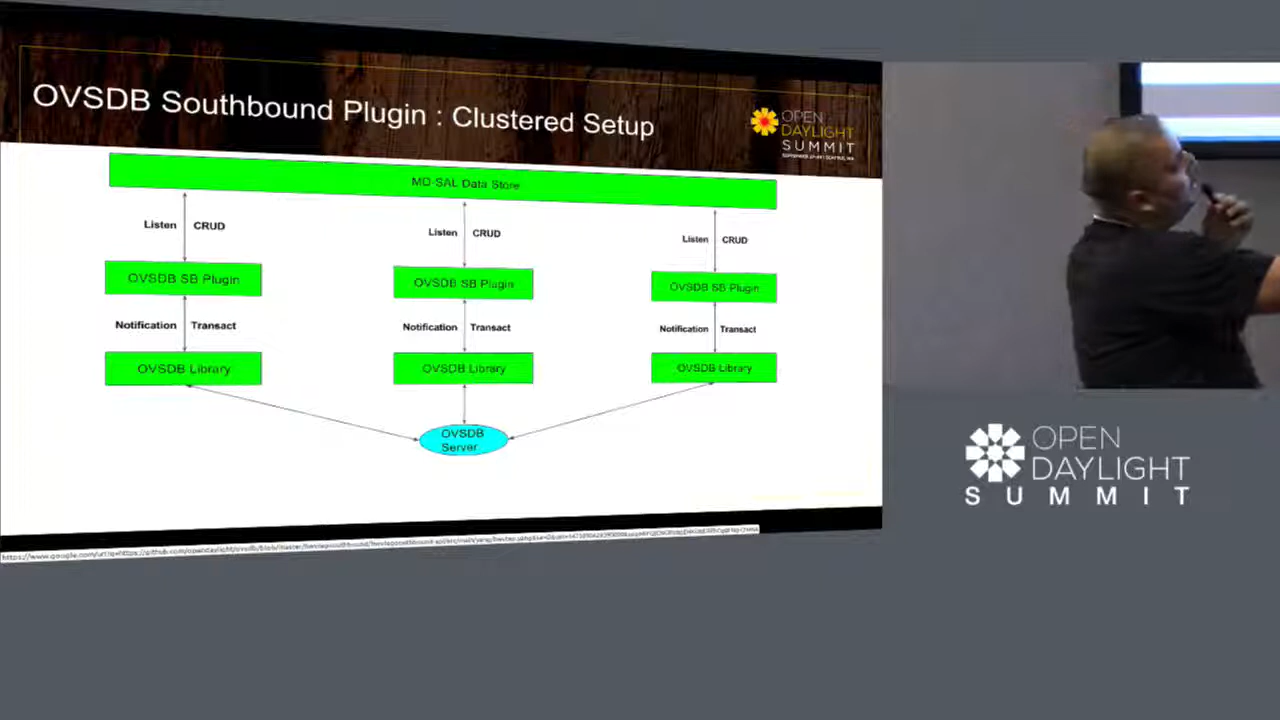 OVSDB Southbound Plugin : Clustered Setup
OPEN
DAYLIGHT
SUMMIT
MD-SAL Data Store
Listen CRUD
Listen CRUD
Listen CRUD
OVSDB SB Plugin
OVSDB SB Plugin
OVSDB SB Plugin
Notification Transact
Notification Transact
Notification Transact
OVSDB Library
OVSDB Library
OVSDB Library
OVSDB
Server
OPEN
DAYLIGHT
SUMMIT